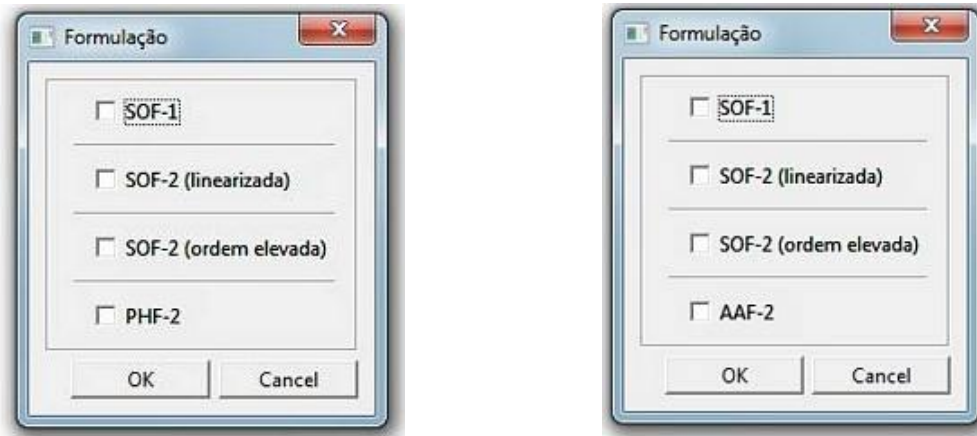 Formulação
SOF-1
SOF-2 (linearizada)
SOF-2 (ordem elevada)
PHF-2
OK Cancel
Formulação
SOF-1
SOF-2 (linearizada)
SOF-2 (ordem elevada)
AAF-2
OK Cancel